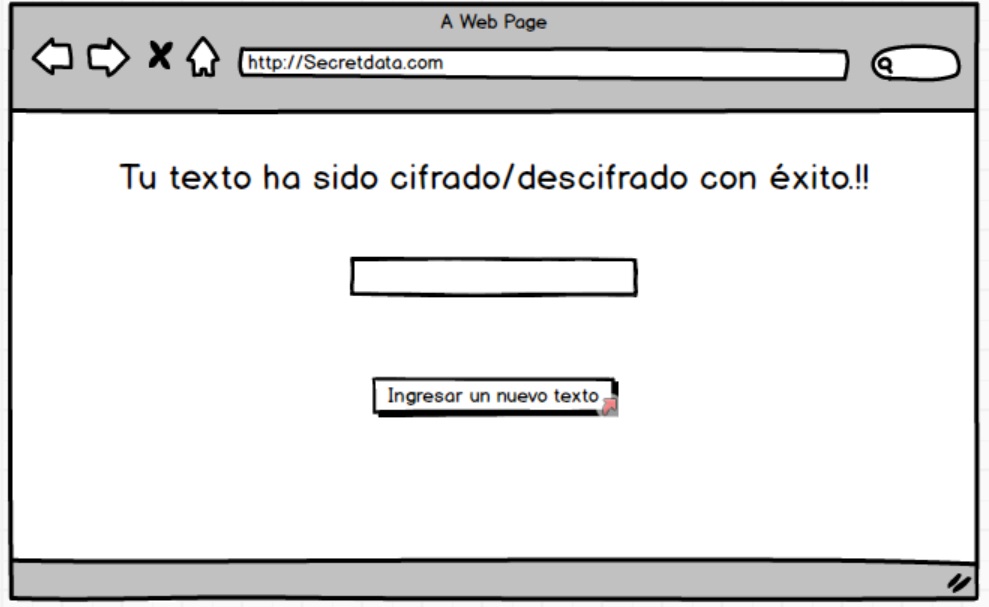 A Web Page
http://Secretdata.com
Tu texto ha sido cifrado/descifrado con éxito.!!
Ingresar un nuevo texto